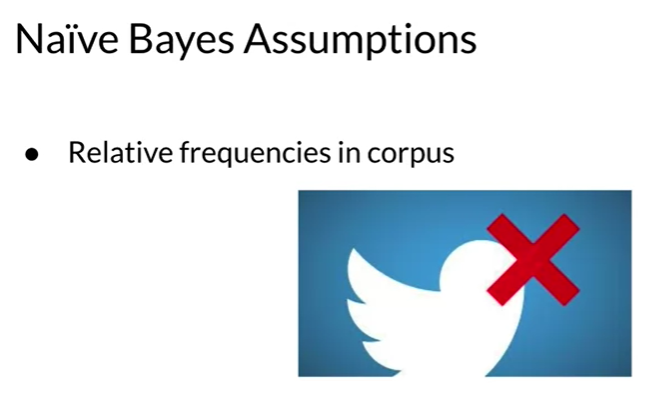 Naïve Bayes Assumptions
● Relative frequencies in corpus